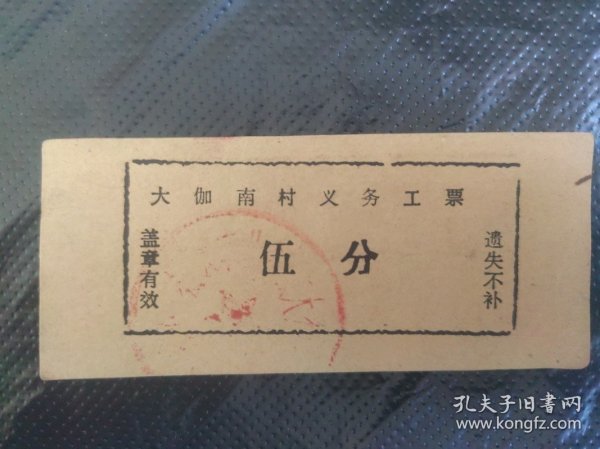 大伽南村义务工票
盖章有效
伍分
遗失不补
孔夫子旧书网
www.kongfz.com